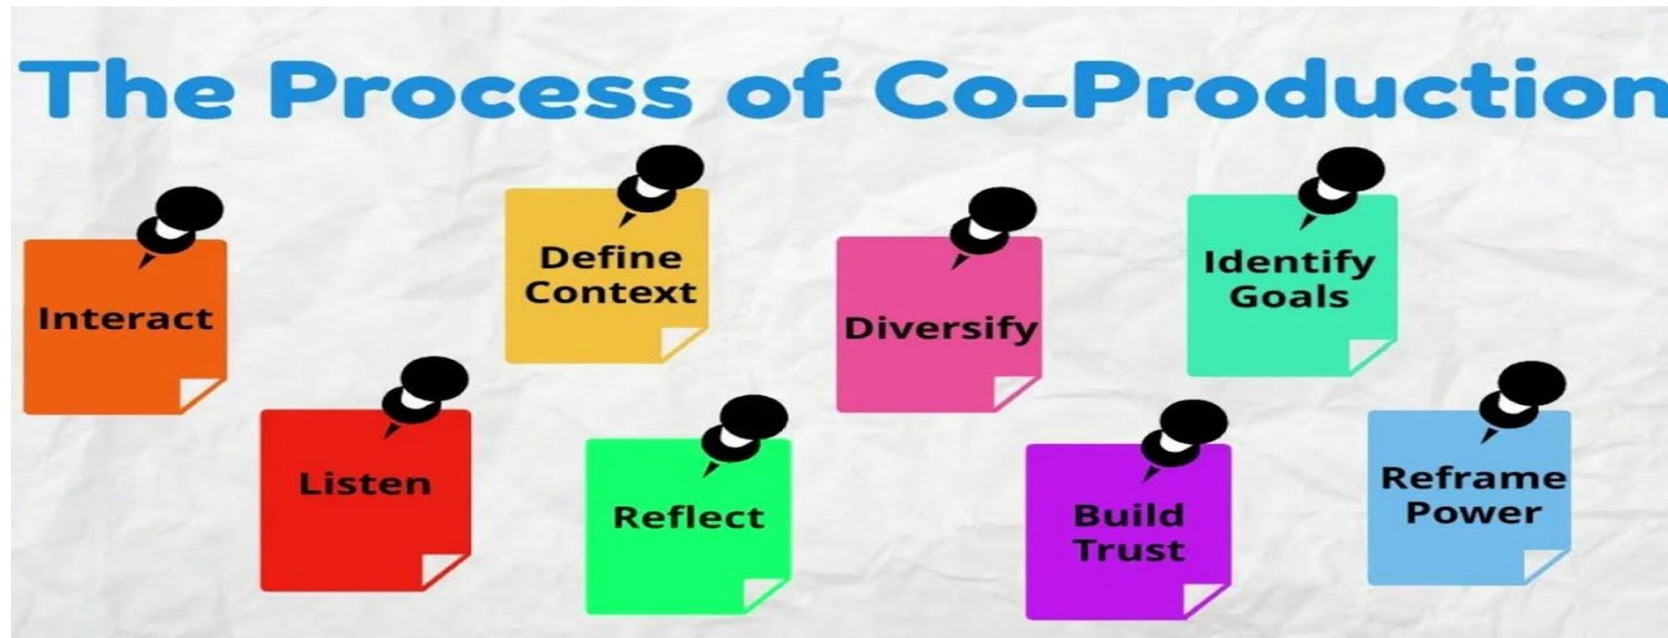 The Process of Co-Production
Interact
Listen
Define
Context
Reflect
Diversify
Build
Trust
Identify
Goals
Reframe
Power